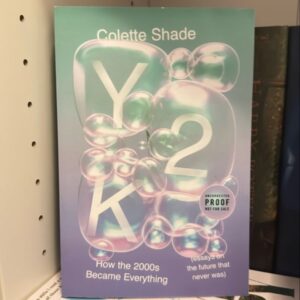 Colette Shade
Y
2
K
UNCORRECTED
PROOF
NOT FOR SALE
How the 2000s
Became Everything
(essays on
the future that
never was)